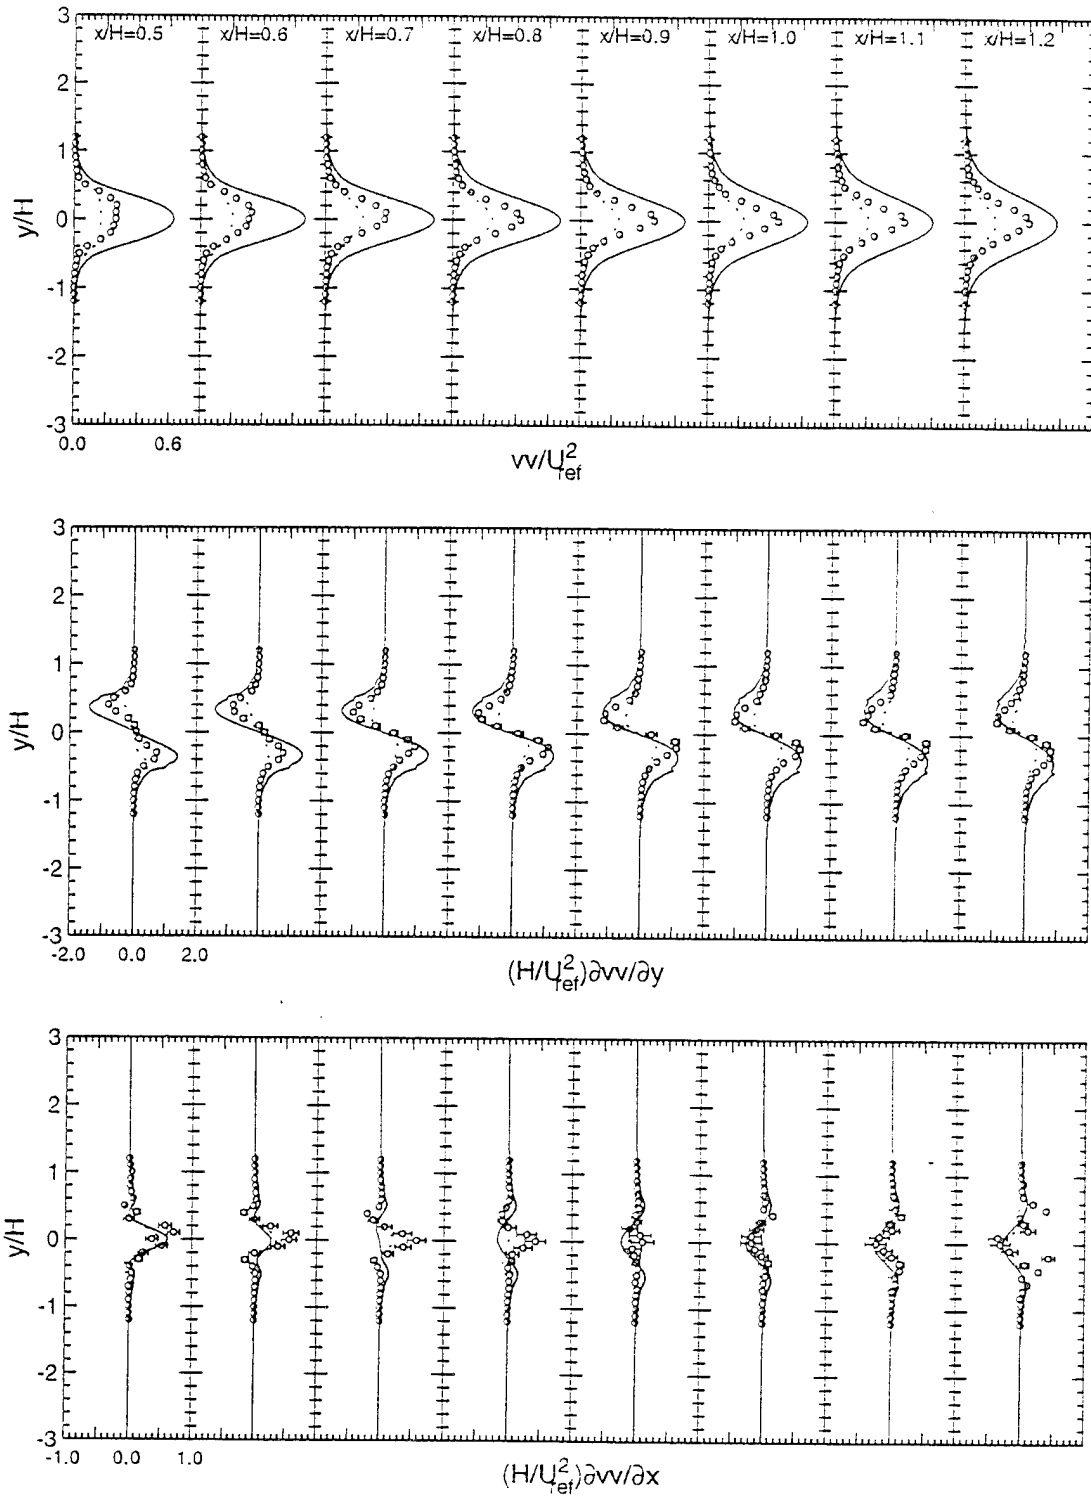 3
x/H=0.5 x/H=0.6 x/H=0.7 x/H=0.8 x/H=0.9 x/H=1.0 x/H=1.1 x/H=1.2
2
1
y/H
0
-1
-2
-3
0.0 0.6
vv/U²ref
3
2
1
y/H
0
-1
-2
-3
-2.0 0.0 2.0
(H/U²ref)∂vv/∂y
3
2
1
y/H
0
-1
-2
-3
-1.0 0.0 1.0
(H/U²ref)∂vv/∂x